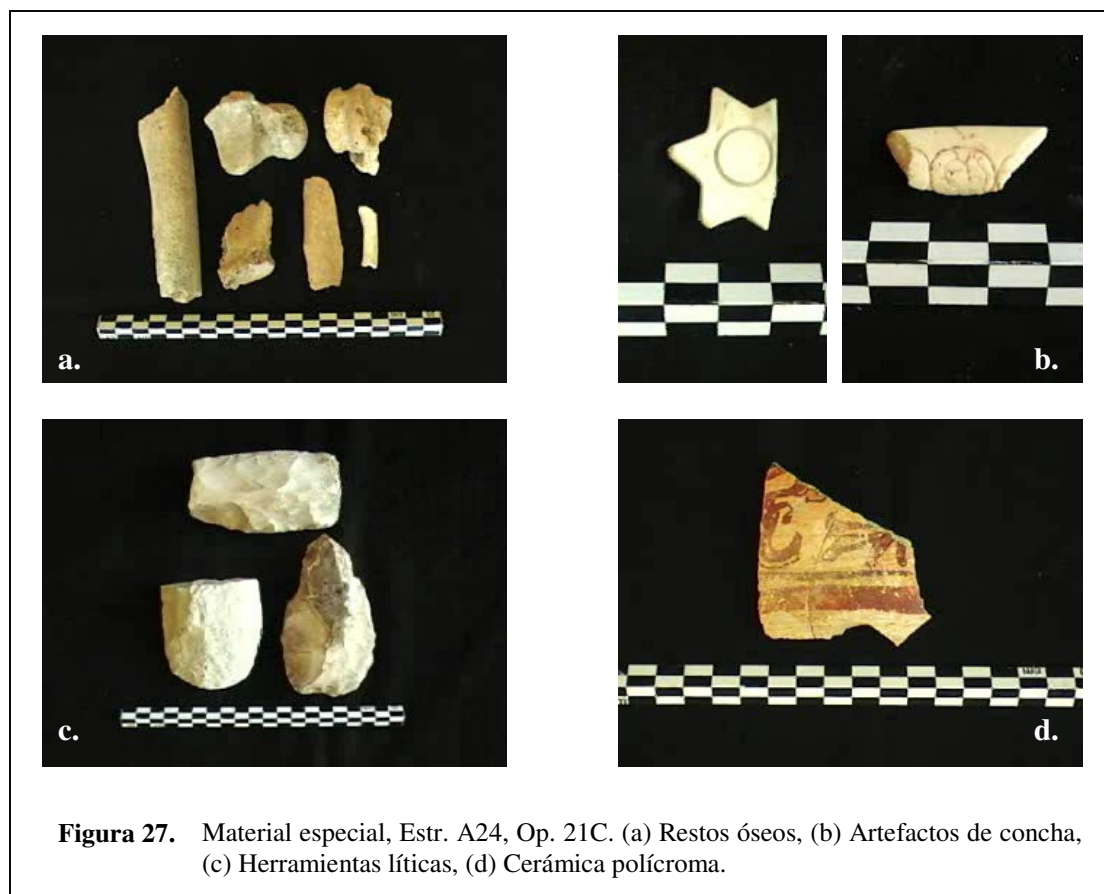 a.
b.
c.
d.
Figura 27. Material especial, Estr. A24, Op. 21C. (a) Restos óseos, (b) Artefactos de concha,
(c) Herramientas líticas, (d) Cerámica polícroma.